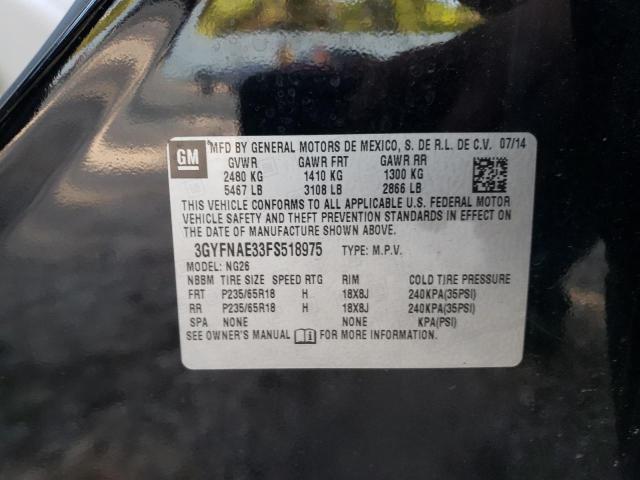 GM
MFD BY GENERAL MOTORS DE MEXICO, S. DE R.L. DE C.V. 07/14
GVWR GAWR FRT GAWR RR
2480 KG 1410 KG 1300 KG
5467 LB 3108 LB 2866 LB
THIS VEHICLE CONFORMS TO ALL APPLICABLE U.S. FEDERAL MOTOR
VEHICLE SAFETY AND THEFT PREVENTION STANDARDS IN EFFECT ON
THE DATE OF MANUFACTURE SHOWN ABOVE.
3GYFNAE33FS518975 TYPE: M.P.V.
MODEL: NG26
NBBM TIRE SIZE SPEED RTG RIM COLD TIRE PRESSURE
FRT P235/65R18 H 18X8J 240KPA(35PSI)
RR P235/65R18 H 18X8J 240KPA(35PSI)
SPA NONE NONE KPA(PSI)
SEE OWNER'S MANUAL FOR MORE INFORMATION.